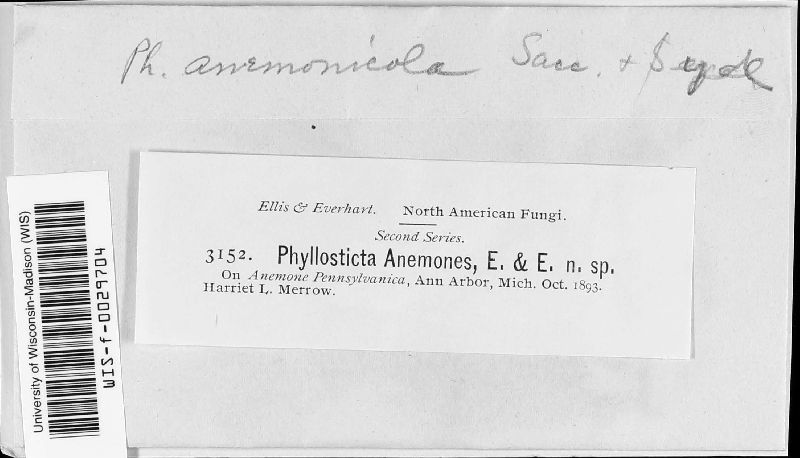 Ph. anemonicola Sacc. & Syd
Ellis & Everhart. North American Fungi.
Second Series.
3152. Phyllosticta Anemones, E. & E. n. sp.
On Anemone Pennsylvanica, Ann Arbor, Mich. Oct. 1893.
Harriet L. Merrow.
University of Wisconsin-Madison (WIS)
WIS-f-0029704